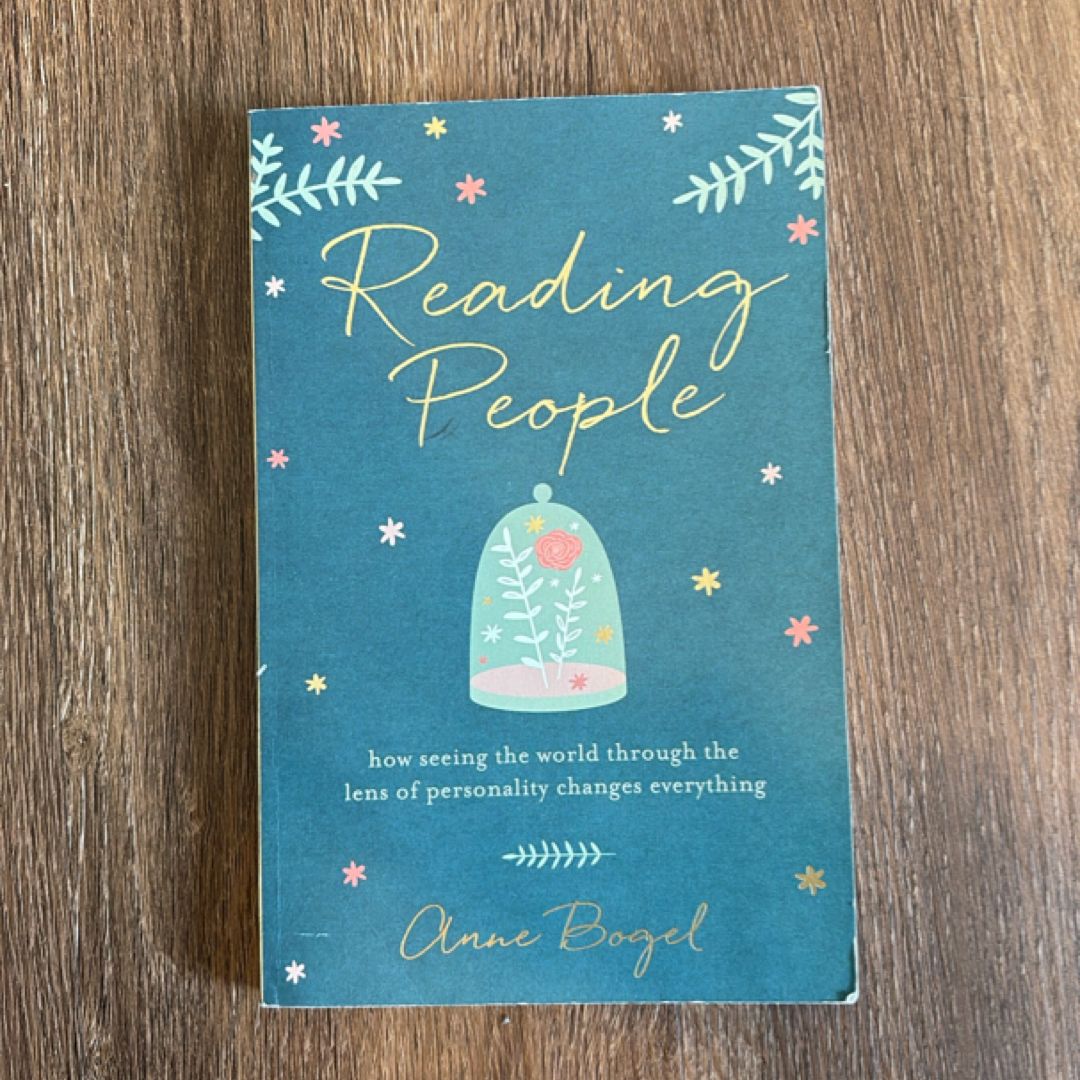 Reading
People
how seeing the world through the
lens of personality changes everything
Anne Bogel